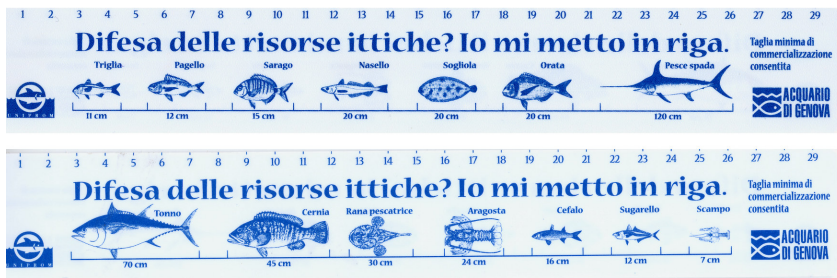 1 2 3 4 5 6 7 8 9 10 11 12 13 14 15 16 17 18 19 20 21 22 23 24 25 26 27 28 29
Difesa delle risorse ittiche? Io mi metto in riga.
Taglia minima di
commercializzazione
consentita
Triglia Pagello Sarago Nasello Sogliola Orata Pesce spada
11 cm 12 cm 15 cm 20 cm 20 cm 20 cm 120 cm
UNIPROM
ACQUARIO
DI GENOVA
1 2 3 4 5 6 7 8 9 10 11 12 13 14 15 16 17 18 19 20 21 22 23 24 25 26 27 28 29
Difesa delle risorse ittiche? Io mi metto in riga.
Taglia minima di
commercializzazione
consentita
Tonno Cernia Rana pescatrice Aragosta Cefalo Sugarello Scampo
70 cm 45 cm 30 cm 24 cm 16 cm 12 cm 7 cm
UNIPROM
ACQUARIO
DI GENOVA